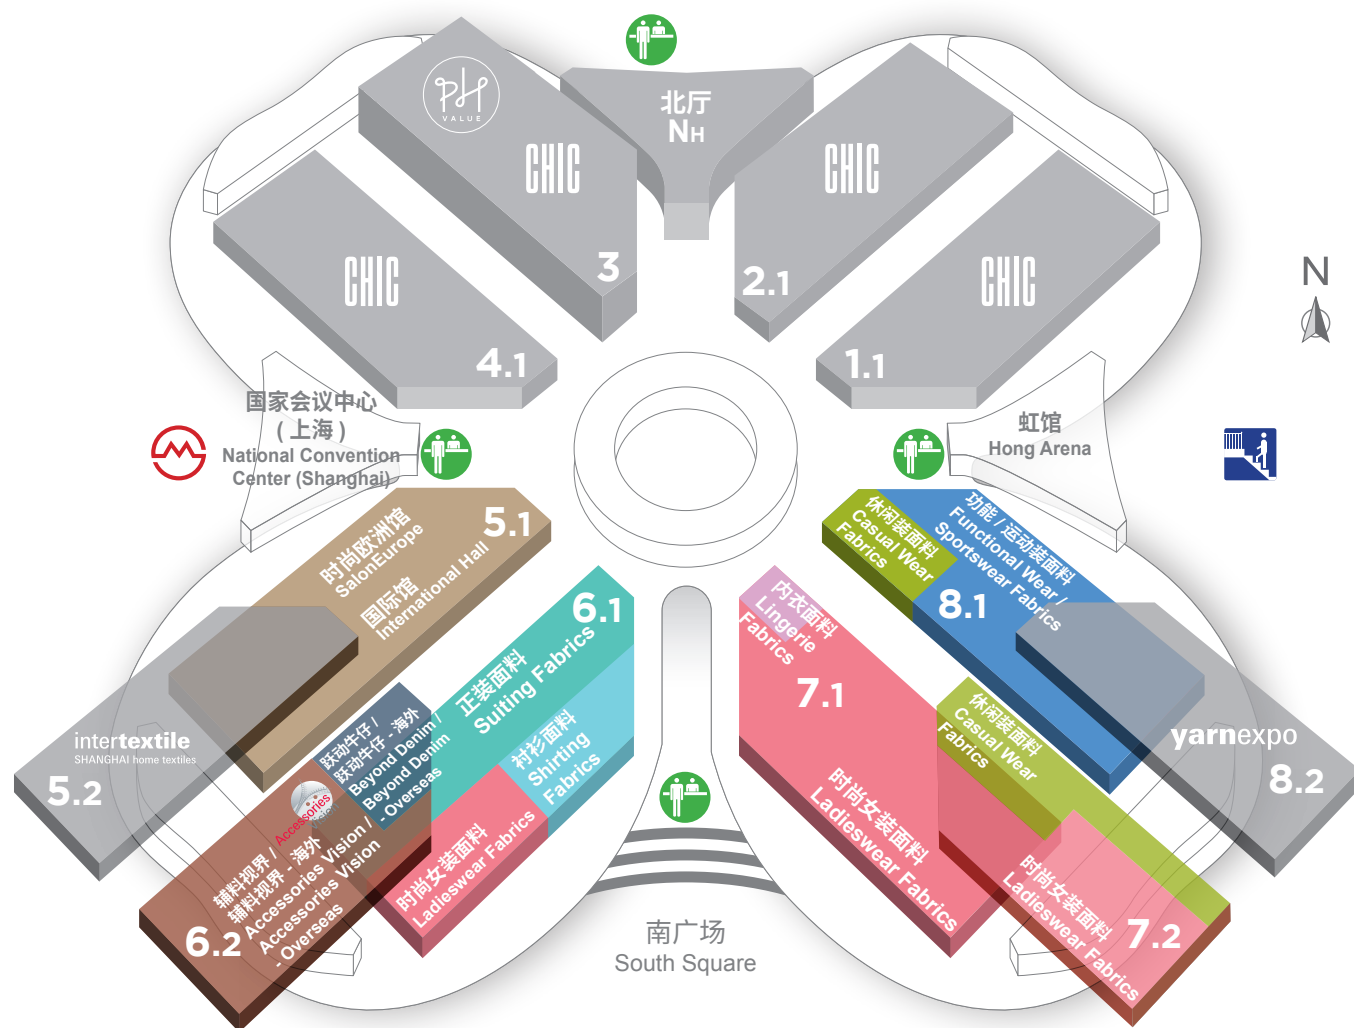 PH
VALUE
北厅
NH
CHIC
CHIC
CHIC
CHIC
3
2.1
4.1
1.1
N
国家会议中心
( 上海 )
National Convention
Center (Shanghai)
虹馆
Hong Arena
5.1
时尚欧洲馆
SalonEurope
国际馆
International Hall
休闲装面料
Casual Wear
Fabrics
功能 / 运动装面料
Functional Wear /
Sportswear Fabrics
8.1
6.1
正装面料
Suiting Fabrics
衬衫面料
Shirting
Fabrics
内衣面料
Lingerie
Fabrics
7.1
跃动牛仔 /
跃动牛仔 - 海外
Beyond Denim /
Beyond Denim
- Overseas
休闲装面料
Casual Wear
Fabrics
intertextile
SHANGHAI home textiles
5.2
yarnexpo
8.2
Accessories
辅料视界 /
辅料视界 - 海外
Accessories Vision /
Accessories Vision
- Overseas
6.2
时尚女装面料
Ladieswear Fabrics
时尚女装面料
Ladieswear Fabrics
时尚女装面料
Ladieswear Fabrics
7.2
南广场
South Square